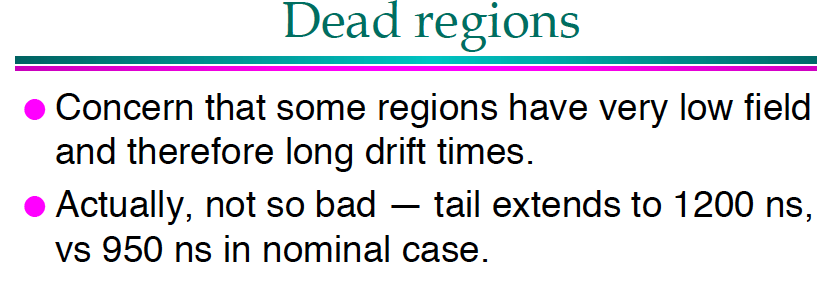 Dead regions
● Concern that some regions have very low field
and therefore long drift times.
● Actually, not so bad — tail extends to 1200 ns,
vs 950 ns in nominal case.